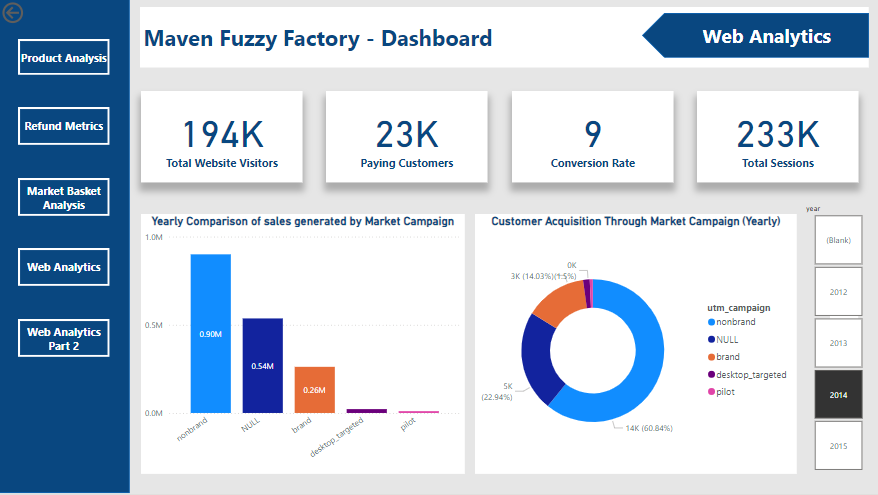 Product Analysis
Refund Metrics
Market Basket
Analysis
Web Analytics
Web Analytics
Part 2
Maven Fuzzy Factory - Dashboard
Web Analytics
194K
Total Website Visitors
23K
Paying Customers
9
Conversion Rate
233K
Total Sessions
Yearly Comparison of sales generated by Market Campaign
1.0M
0.5M
0.0M
0.90M
0.54M
0.26M
nonbrand
NULL
brand
desktop_targeted
pilot
Customer Acquisition Through Market Campaign (Yearly)
0K
3K (14.03%)
(1.5%)
5K
(22.94%)
14K (60.84%)
utm_campaign
nonbrand
NULL
brand
desktop_targeted
pilot
year
(Blank)
2012
2013
2014
2015